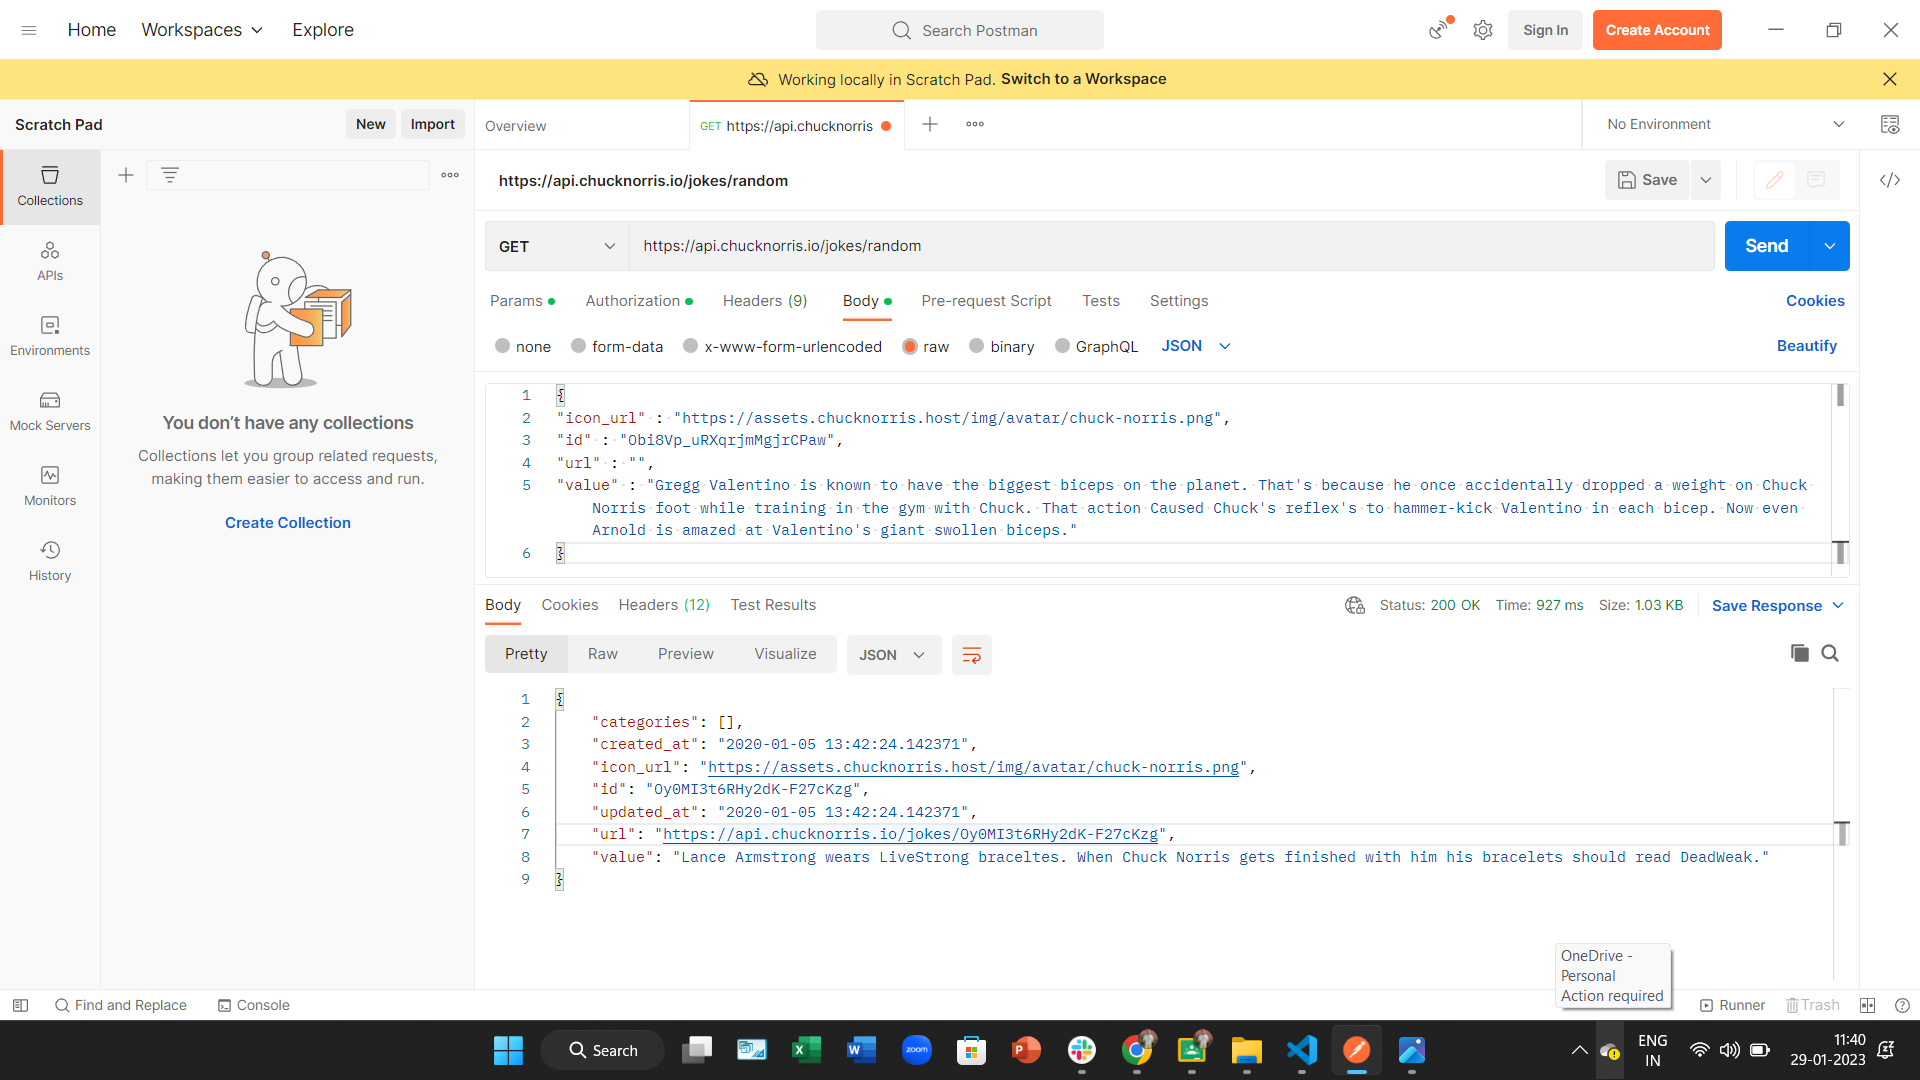 Home Workspaces Explore Search Postman Sign In Create Account
Working locally in Scratch Pad. Switch to a Workspace
Scratch Pad New Import Overview GET https://api.chucknorris No Environment
Collections
APIs
Environments
Mock Servers
Monitors
History
You don’t have any collections
Collections let you group related requests,
making them easier to access and run.
Create Collection
https://api.chucknorris.io/jokes/random Save
GET https://api.chucknorris.io/jokes/random Send
Params Authorization Headers (9) Body Pre-request Script Tests Settings Cookies
none form-data x-www-form-urlencoded raw binary GraphQL JSON Beautify
1 {
2 "icon_url" : "https://assets.chucknorris.host/img/avatar/chuck-norris.png",
3 "id" : "Obi8Vp_uRXqrjmMgjrCPaw",
4 "url" : "",
5 "value" : "Gregg Valentino is known to have the biggest biceps on the planet. That's because he once accidentally dropped a weight on Chuck
Norris foot while training in the gym with Chuck. That action Caused Chuck's reflex's to hammer-kick Valentino in each bicep. Now even
Arnold is amazed at Valentino's giant swollen biceps."
6 }
Body Cookies Headers (12) Test Results Status: 200 OK Time: 927 ms Size: 1.03 KB Save Response
Pretty Raw Preview Visualize JSON
1 {
2 "categories": [],
3 "created_at": "2020-01-05 13:42:24.142371",
4 "icon_url": "https://assets.chucknorris.host/img/avatar/chuck-norris.png",
5 "id": "Oy0MI3t6RHy2dK-F27cKzg",
6 "updated_at": "2020-01-05 13:42:24.142371",
7 "url": "https://api.chucknorris.io/jokes/Oy0MI3t6RHy2dK-F27cKzg",
8 "value": "Lance Armstrong wears LiveStrong braceltes. When Chuck Norris gets finished with him his bracelets should read DeadWeak."
9 }
OneDrive -
Personal
Action required
Find and Replace Console Runner Trash
Search zoom ENG 11:40
IN 29-01-2023